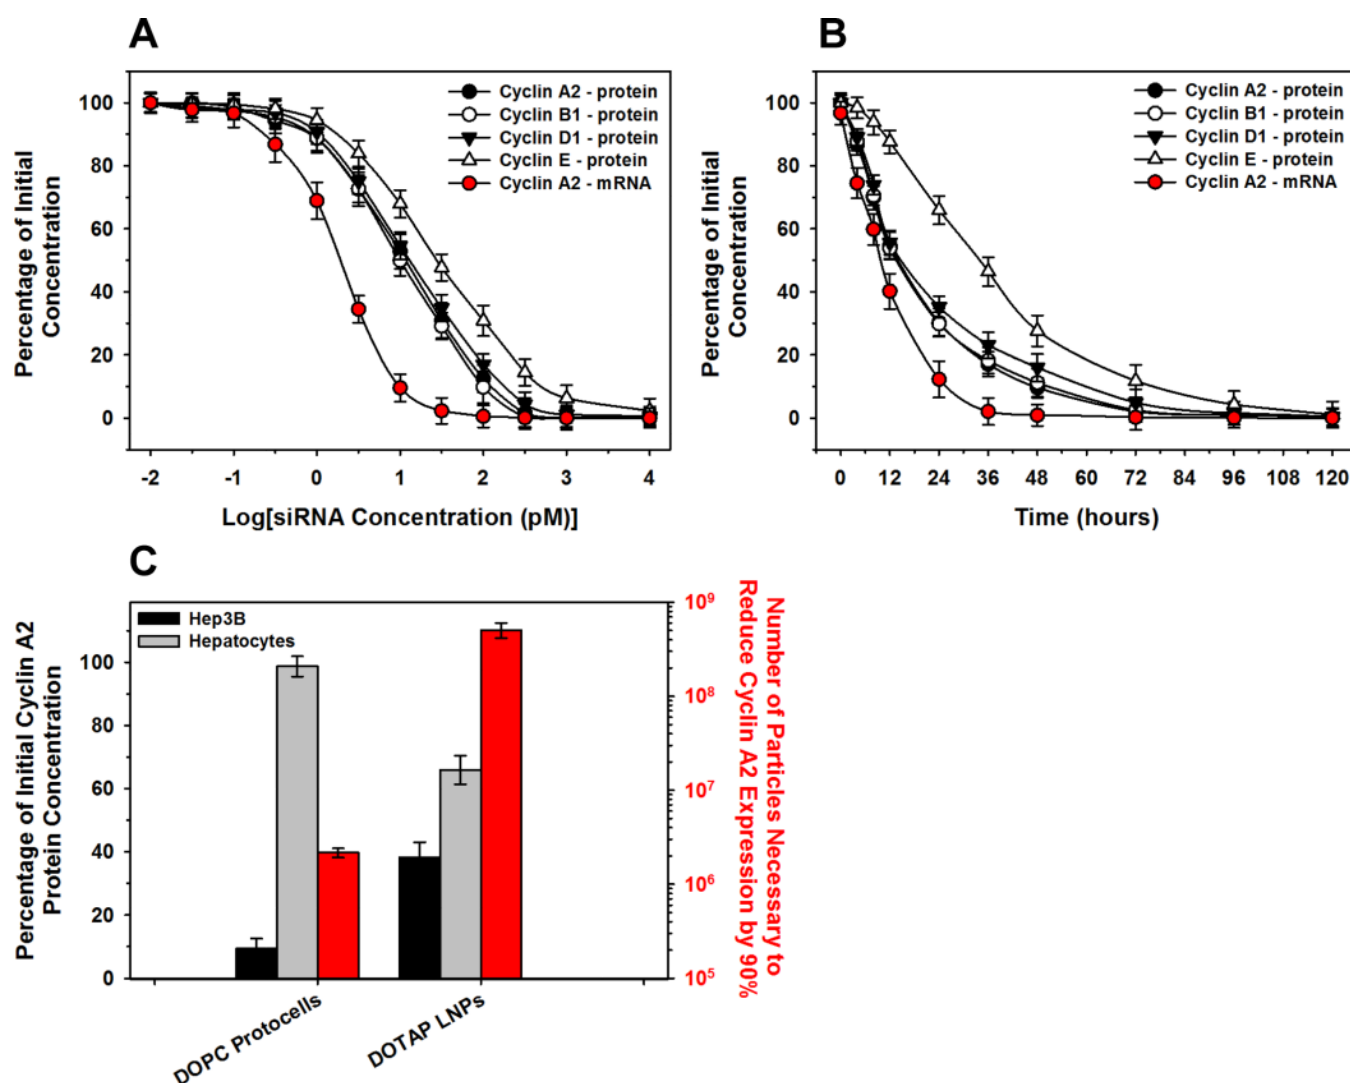 A
Percentage of Initial
Concentration
100
80
60
40
20
0
Cyclin A2 - protein
Cyclin B1 - protein
Cyclin D1 - protein
Cyclin E - protein
Cyclin A2 - mRNA
-2
-1
0
1
2
3
4
Log[siRNA Concentration (pM)]
B
Percentage of Initial
Concentration
100
80
60
40
20
0
Cyclin A2 - protein
Cyclin B1 - protein
Cyclin D1 - protein
Cyclin E - protein
Cyclin A2 - mRNA
0
12
24
36
48
60
72
84
96
108
120
Time (hours)
C
Percentage of Initial Cyclin A2
Protein Concentration
100
80
60
40
20
0
Hep3B
Hepatocytes
DOPC Protocells
DOTAP LNPs
10⁹
10⁸
10⁷
10⁶
10⁵
Number of Particles Necessary to
Reduce Cyclin A2 Expression by 90%